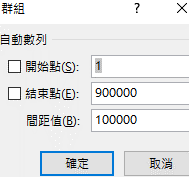 群組
? ×
自動數列
開始點(S): 1
結束點(E): 900000
間距值(B): 100000
確定 取消